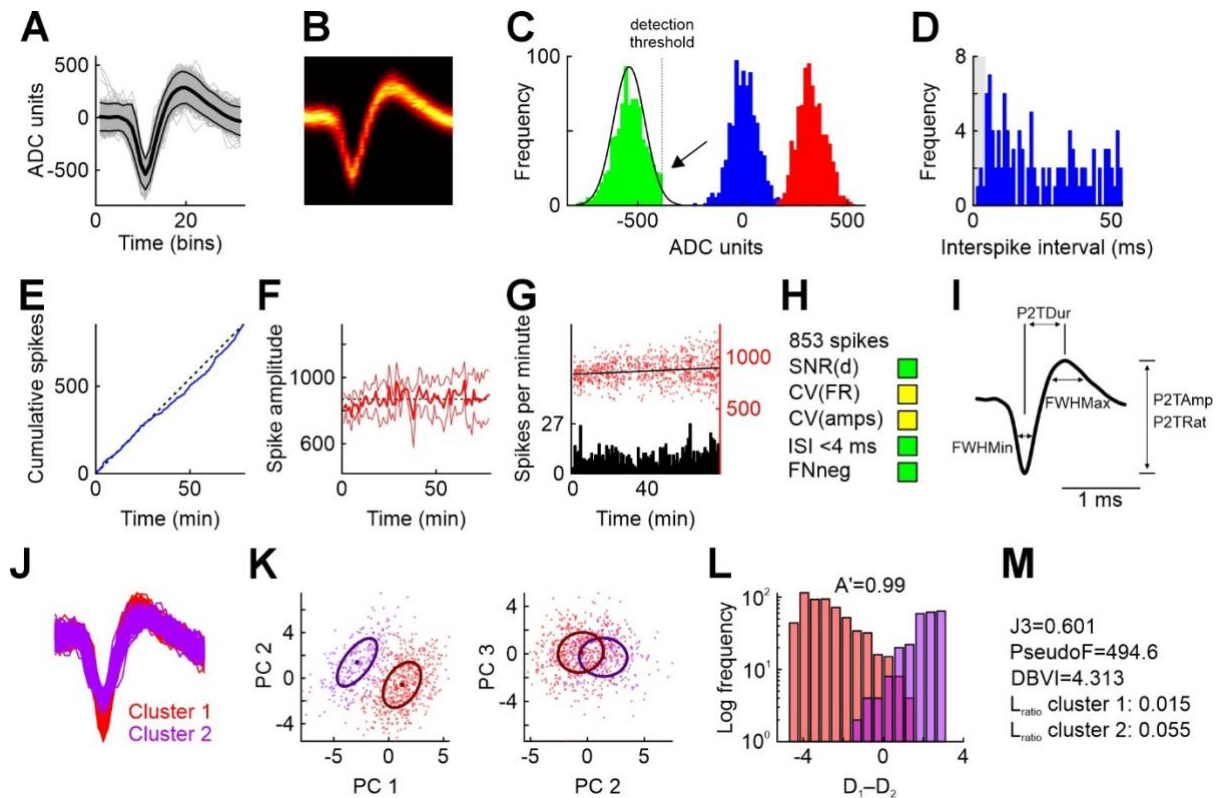 A
ADC units
500
0
-500
0
20
Time (bins)
B
C
detection
threshold
Frequency
100
50
0
-500
0
500
ADC units
D
Frequency
8
4
0
0
50
Interspike interval (ms)
E
Cumulative spikes
500
0
0
50
Time (min)
F
Spike amplitude
1000
600
0
50
Time (min)
G
Spikes per minute
27
0
1000
500
0
40
Time (min)
H
853 spikes
SNR(d)
CV(FR)
CV(amps)
ISI <4 ms
FNneg
I
P2TDur
FWHMax
FWHMin
P2TAmp
P2TRat
1 ms
J
Cluster 1
Cluster 2
K
PC 2
4
0
-4
-5
0
5
PC 1
PC 3
4
0
-4
-5
0
5
PC 2
L
A'=0.99
Log frequency
10²
10¹
10⁰
-4
0
4
D₁–D₂
M
J3=0.601
PseudoF=494.6
DBVI=4.313
Lratio cluster 1: 0.015
Lratio cluster 2: 0.055